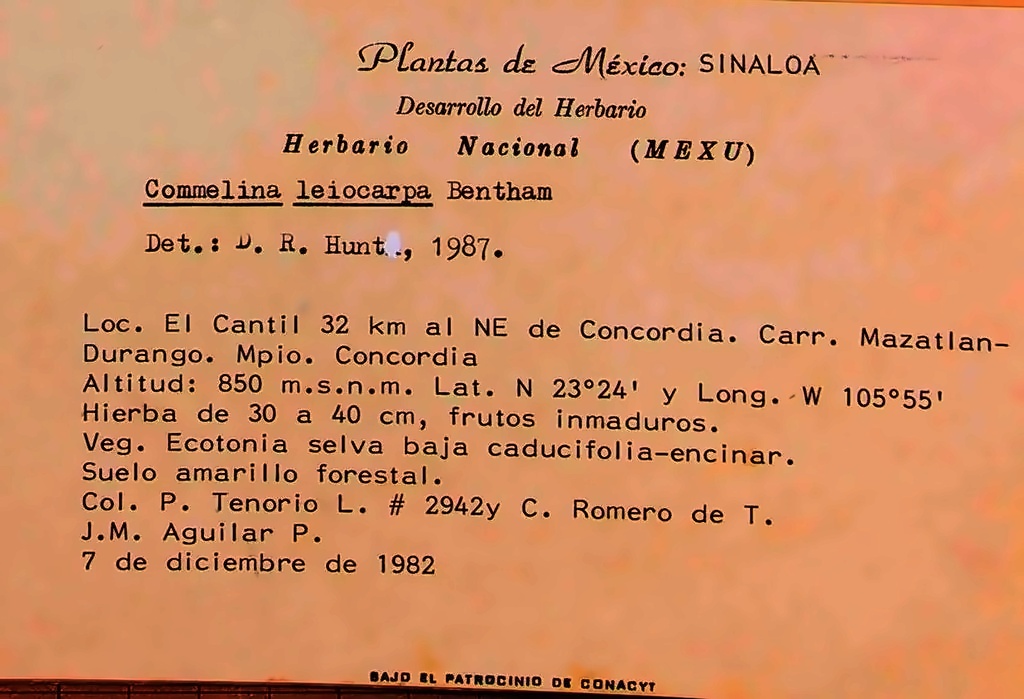 Plantas de México: SINALOA
Desarrollo del Herbario
Herbario Nacional (MEXU)
Commelina leiocarpa Bentham
Det.: D. R. Hunt., 1987.
Loc. El Cantil 32 km al NE de Concordia. Carr. Mazatlan-
Durango. Mpio. Concordia
Altitud: 850 m.s.n.m. Lat. N 23°24' y Long. W 105°55'
Hierba de 30 a 40 cm, frutos inmaduros.
Veg. Ecotonia selva baja caducifolia-encinar.
Suelo amarillo forestal.
Col. P. Tenorio L. # 2942y C. Romero de T.
J.M. Aguilar P.
7 de diciembre de 1982
BAJO EL PATROCINIO DE CONACYT